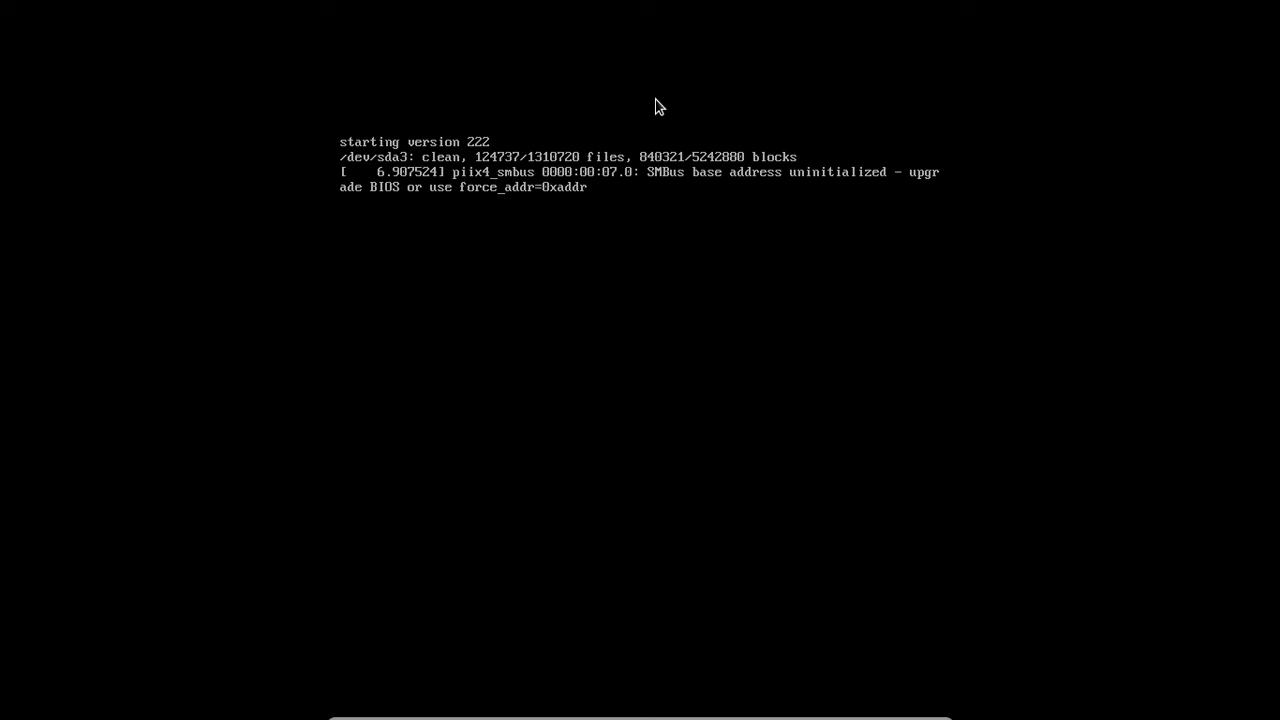 starting version 222
/dev/sda3: clean, 124737/1310720 files, 840321/5242880 blocks
[    6.907524] piix4_smbus 0000:00:07.0: SMBus base address uninitialized - upgr
ade BIOS or use force_addr=0xaddr